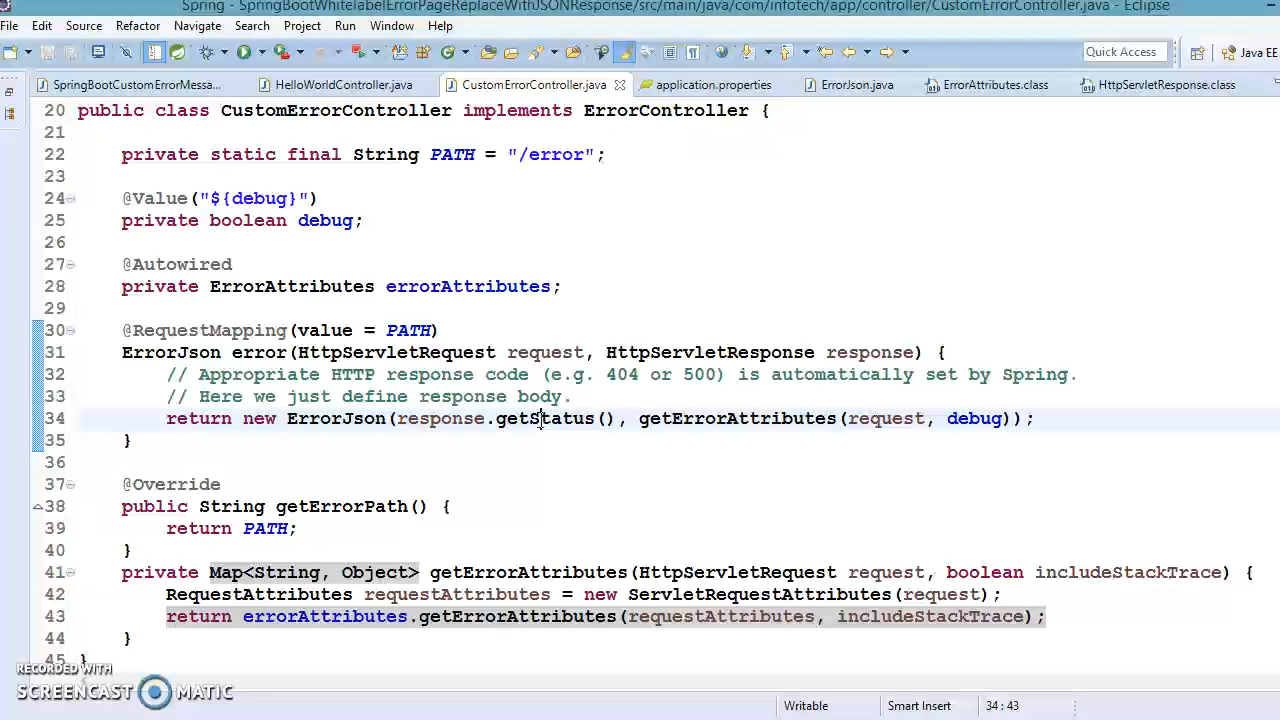 Spring - SpringBootWhitelabelErrorPageReplaceWithJSONResponse/src/main/java/com/infotech/app/controller/CustomErrorController.java - Eclipse
File Edit Source Refactor Navigate Search Project Run Window Help
Quick Access
Java EE
SpringBootCustomErrorMessa...
HelloWorldController.java
CustomErrorController.java
application.properties
ErrorJson.java
ErrorAttributes.class
HttpServletResponse.class
20 public class CustomErrorController implements ErrorController {
21
22 private static final String PATH = "/error";
23
24 @Value("${debug}")
25 private boolean debug;
26
27 @Autowired
28 private ErrorAttributes errorAttributes;
29
30 @RequestMapping(value = PATH)
31 ErrorJson error(HttpServletRequest request, HttpServletResponse response) {
32 // Appropriate HTTP response code (e.g. 404 or 500) is automatically set by Spring.
33 // Here we just define response body.
34 return new ErrorJson(response.getStatus(), getErrorAttributes(request, debug));
35 }
36
37 @Override
38 public String getErrorPath() {
39 return PATH;
40 }
41 private Map<String, Object> getErrorAttributes(HttpServletRequest request, boolean includeStackTrace) {
42 RequestAttributes requestAttributes = new ServletRequestAttributes(request);
43 return errorAttributes.getErrorAttributes(requestAttributes, includeStackTrace);
44 }
45 }
RECORDED WITH
SCREENCAST MATIC
Writable
Smart Insert
34 : 43